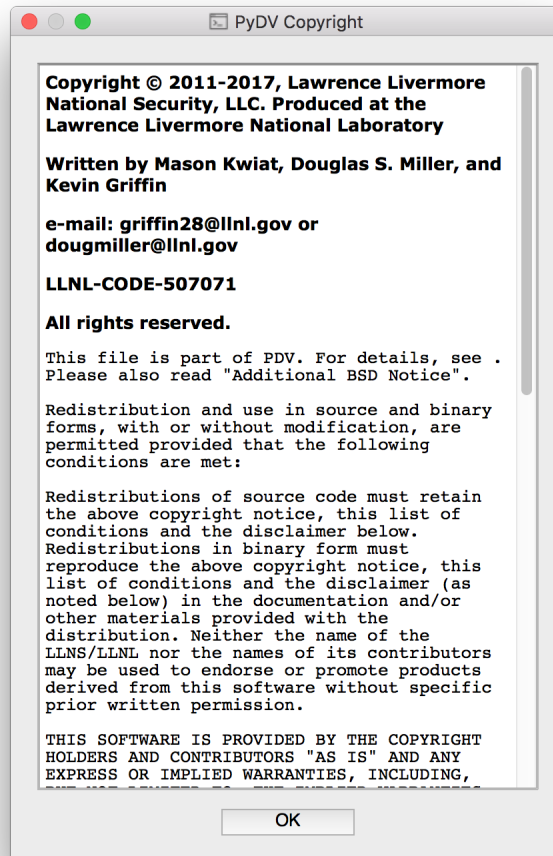 PyDV Copyright
Copyright © 2011-2017, Lawrence Livermore
National Security, LLC. Produced at the
Lawrence Livermore National Laboratory
Written by Mason Kwiat, Douglas S. Miller, and
Kevin Griffin
e-mail: griffin28@llnl.gov or
dougmiller@llnl.gov
LLNL-CODE-507071
All rights reserved.
This file is part of PDV. For details, see .
Please also read "Additional BSD Notice".
Redistribution and use in source and binary
forms, with or without modification, are
permitted provided that the following
conditions are met:
Redistributions of source code must retain
the above copyright notice, this list of
conditions and the disclaimer below.
Redistributions in binary form must
reproduce the above copyright notice, this
list of conditions and the disclaimer (as
noted below) in the documentation and/or
other materials provided with the
distribution. Neither the name of the
LLNS/LLNL nor the names of its contributors
may be used to endorse or promote products
derived from this software without specific
prior written permission.
THIS SOFTWARE IS PROVIDED BY THE COPYRIGHT
HOLDERS AND CONTRIBUTORS "AS IS" AND ANY
EXPRESS OR IMPLIED WARRANTIES, INCLUDING,
OK